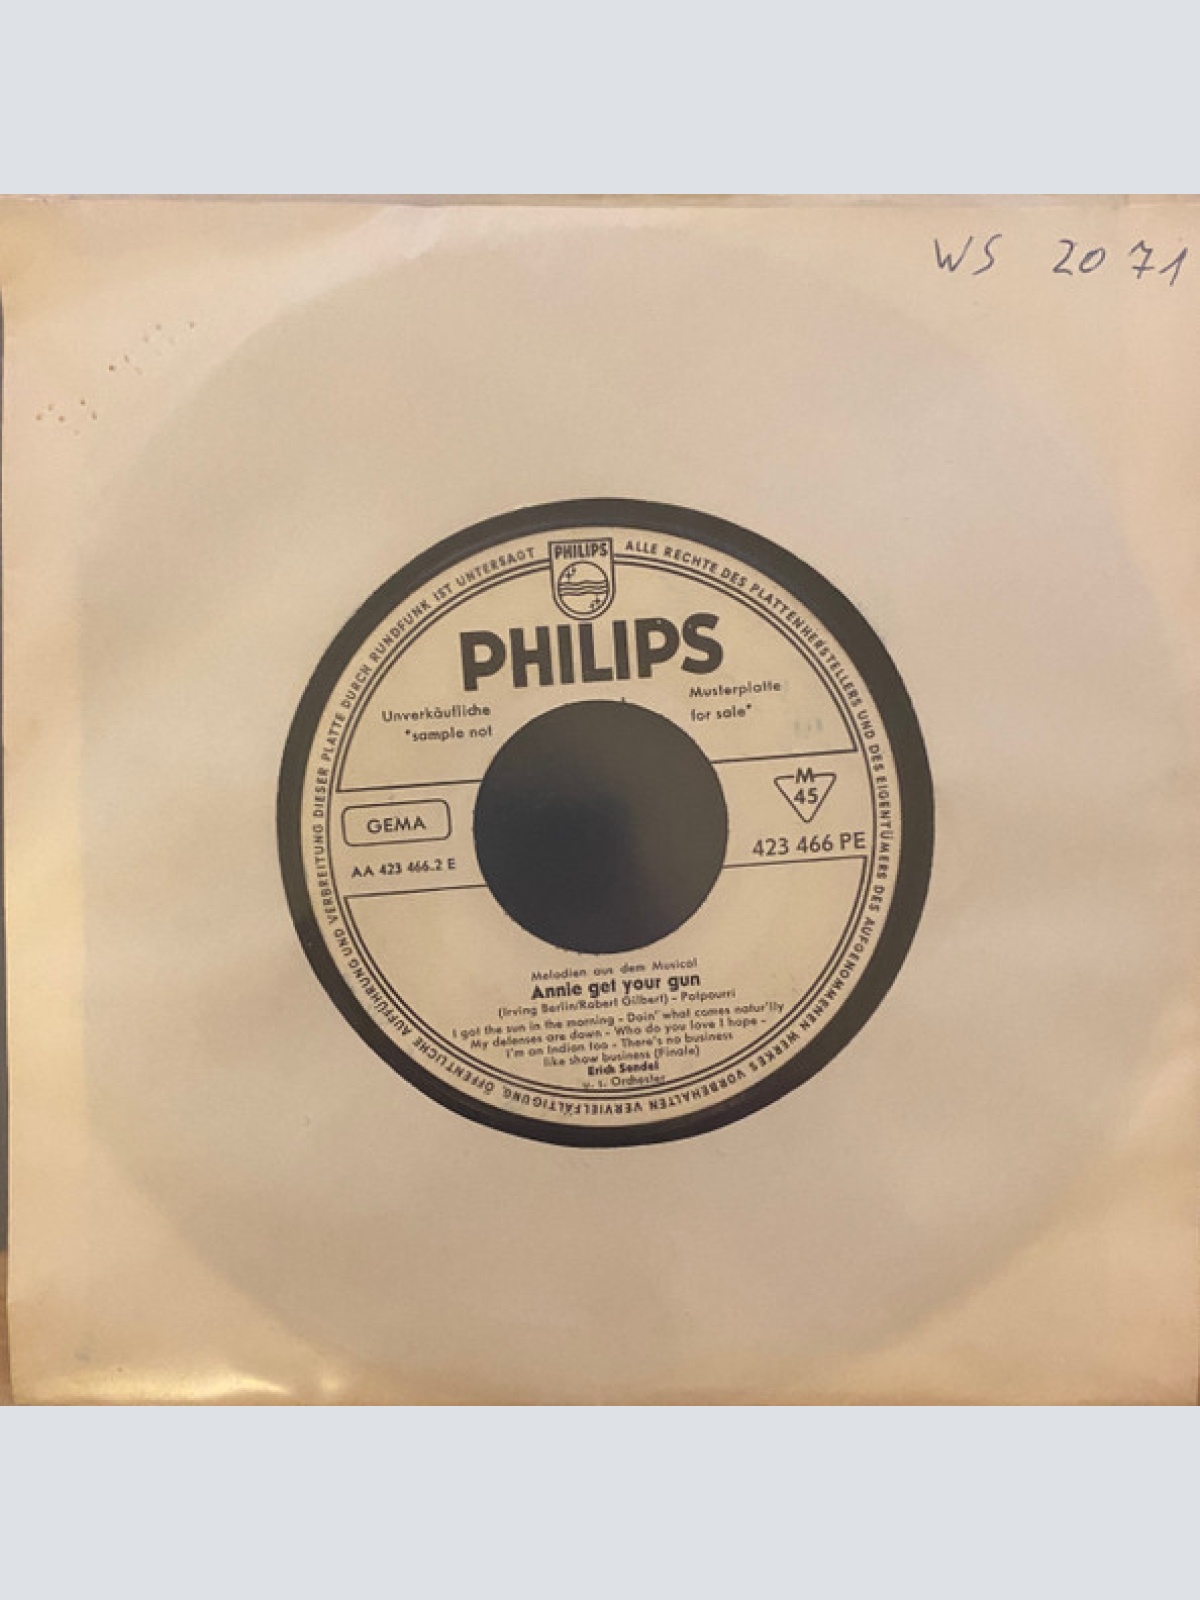 WS 2071
PHILIPS
ALLE RECHTE DES PLATTENHERSTELLERS UND DES EIGENTÜMERS DES AUFGENOMMENEN WERKES VORBEHALTEN VERVIELFÄLTIGUNG, ÖFFENTLICHE AUFFÜHRUNG UND VERBREITUNG DIESER PLATTE DURCH RUNDFUNK IST UNTERSAGT
PHILIPS
Unverkäufliche Musterplatte
"sample not for sale"
GEMA
M
45
AA 423 466.2 E
423 466 PE
Melodien aus dem Musical
Annie get your gun
(Irving Berlin/Robert Gilbert) - Potpourri
I got the sun in the morning - Doin' what comes natur'lly
My defenses are down - Who do you love I hope -
I'm an Indian too - There's no business
like show business (Finale)
Erich Sendel
u. s. Orchester